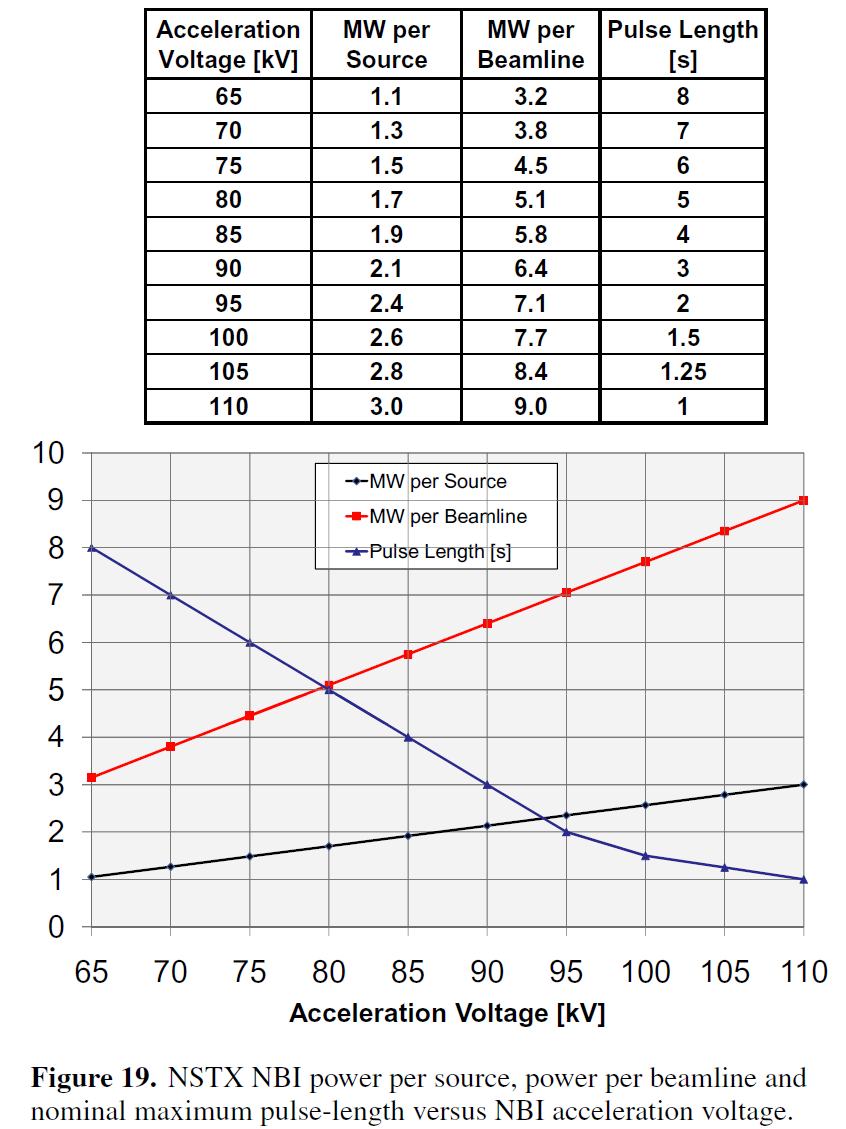 Acceleration Voltage [kV] MW per Source MW per Beamline Pulse Length [s]
65 1.1 3.2 8
70 1.3 3.8 7
75 1.5 4.5 6
80 1.7 5.1 5
85 1.9 5.8 4
90 2.1 6.4 3
95 2.4 7.1 2
100 2.6 7.7 1.5
105 2.8 8.4 1.25
110 3.0 9.0 1
10
9
8
7
6
5
4
3
2
1
0
MW per Source
MW per Beamline
Pulse Length [s]
65 70 75 80 85 90 95 100 105 110
Acceleration Voltage [kV]
Figure 19. NSTX NBI power per source, power per beamline and
nominal maximum pulse-length versus NBI acceleration voltage.